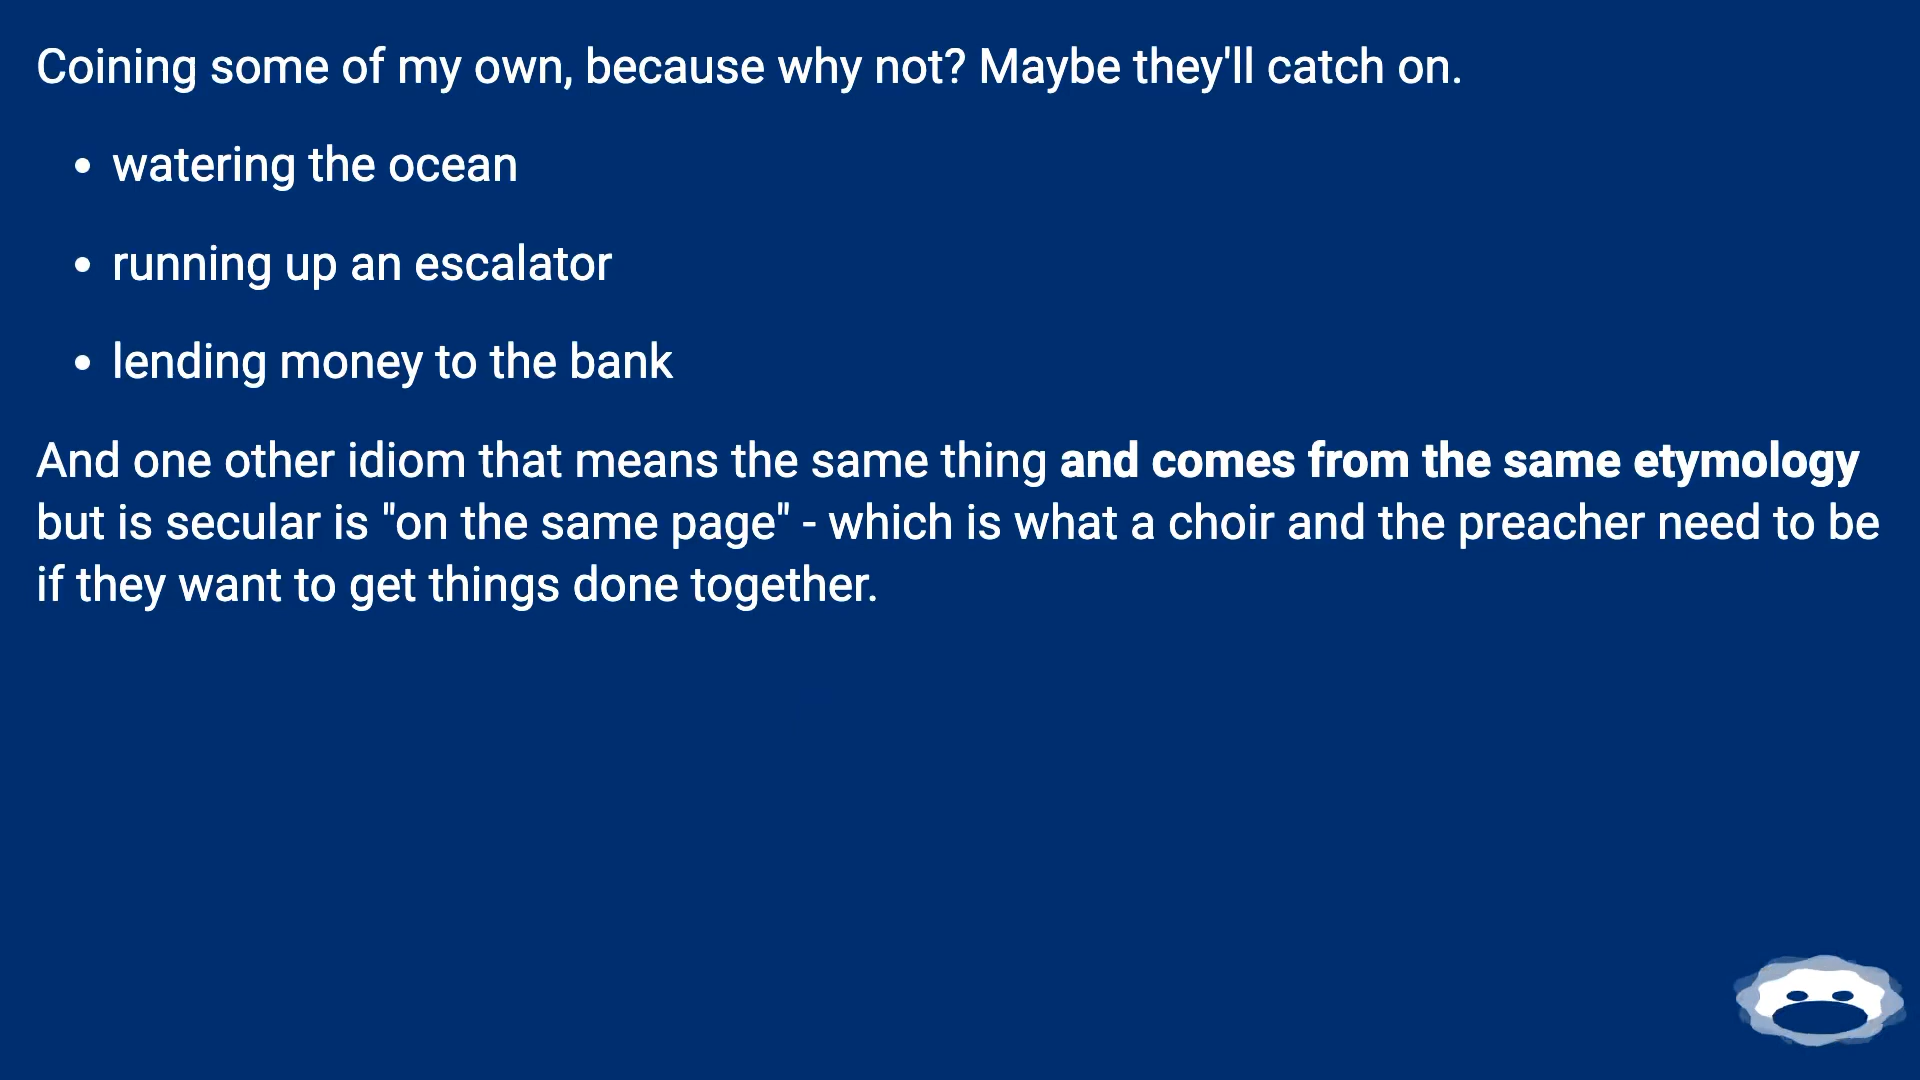 Coining some of my own, because why not? Maybe they'll catch on.
• watering the ocean
• running up an escalator
• lending money to the bank
And one other idiom that means the same thing and comes from the same etymology
but is secular is "on the same page" - which is what a choir and the preacher need to be
if they want to get things done together.